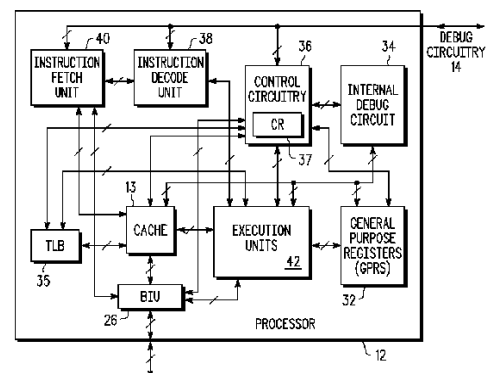 40
38
36
34
DEBUG
CIRCUITRY
14
INSTRUCTION
FETCH
UNIT
INSTRUCTION
DECODE
UNIT
CONTROL
CIRCUITRY
CR
37
INTERNAL
DEBUG
CIRCUIT
13
TLB
35
CACHE
EXECUTION
UNITS
42
GENERAL
PURPOSE
REGISTERS
(GPRS)
32
BIU
26
PROCESSOR
12